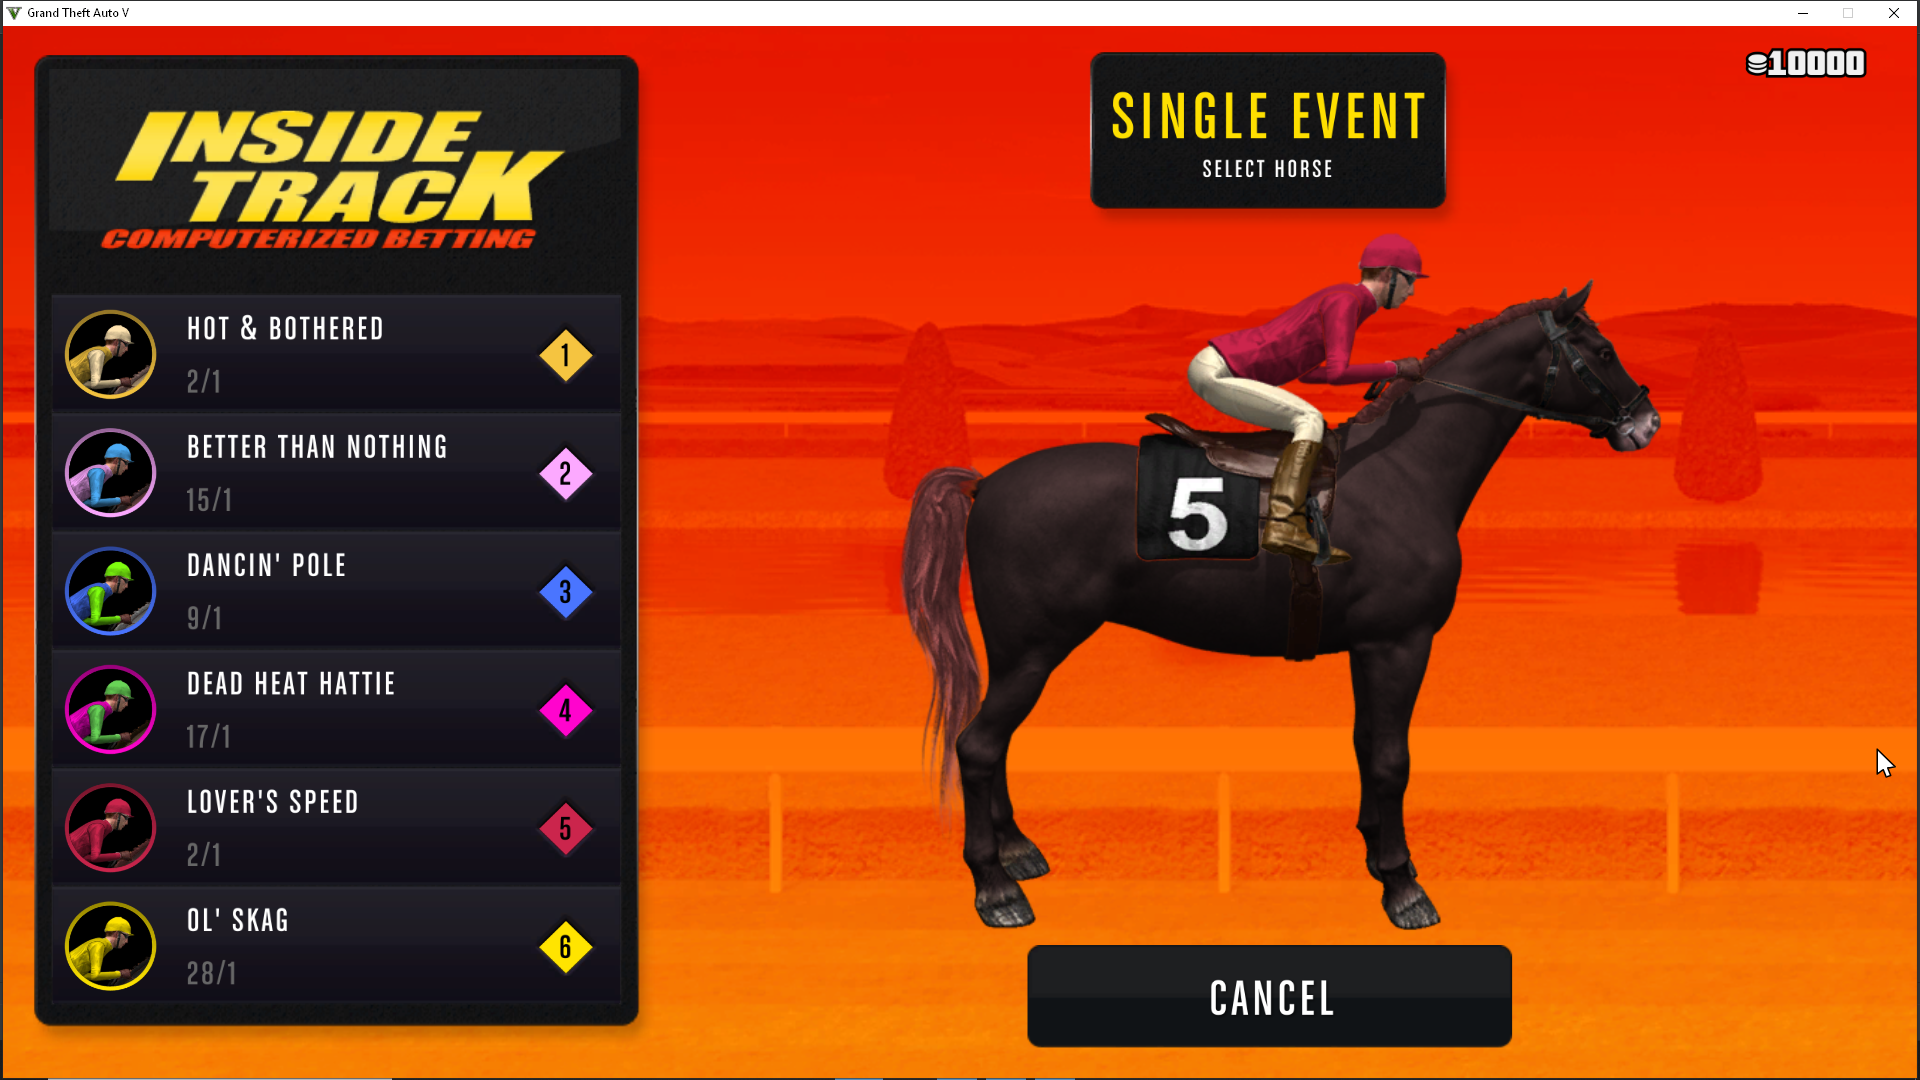 Grand Theft Auto V
10000
INSIDE
TRACK
COMPUTERIZED BETTING
SINGLE EVENT
SELECT HORSE
HOT & BOTHERED
2/1
1
BETTER THAN NOTHING
15/1
2
DANCIN' POLE
9/1
3
DEAD HEAT HATTIE
17/1
4
LOVER'S SPEED
2/1
5
OL' SKAG
28/1
6
5
CANCEL